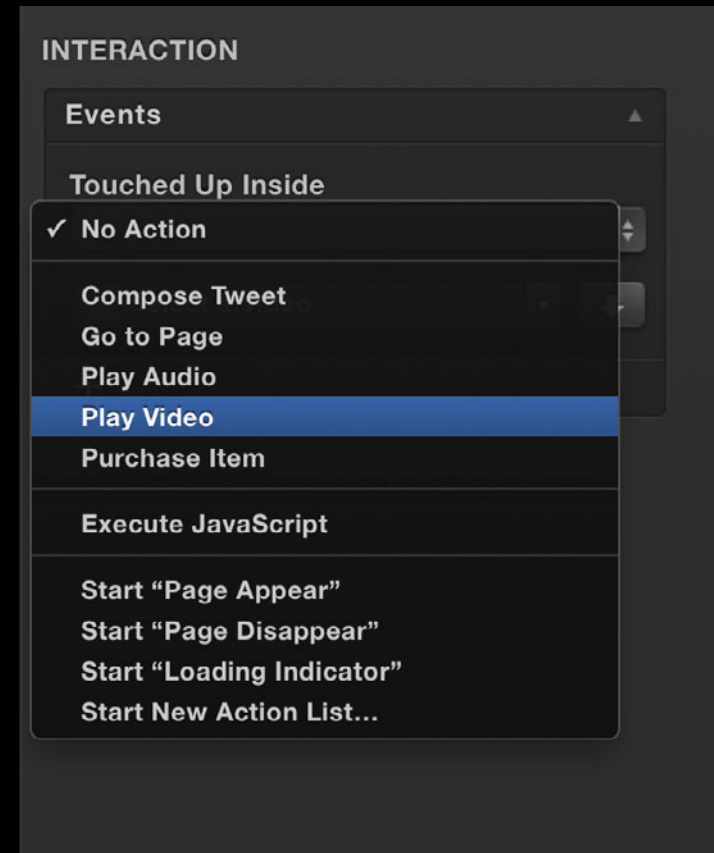 INTERACTION
Events
Touched Up Inside
✓ No Action
Compose Tweet
Go to Page
Play Audio
Play Video
Purchase Item
Execute JavaScript
Start “Page Appear”
Start “Page Disappear”
Start “Loading Indicator”
Start New Action List...